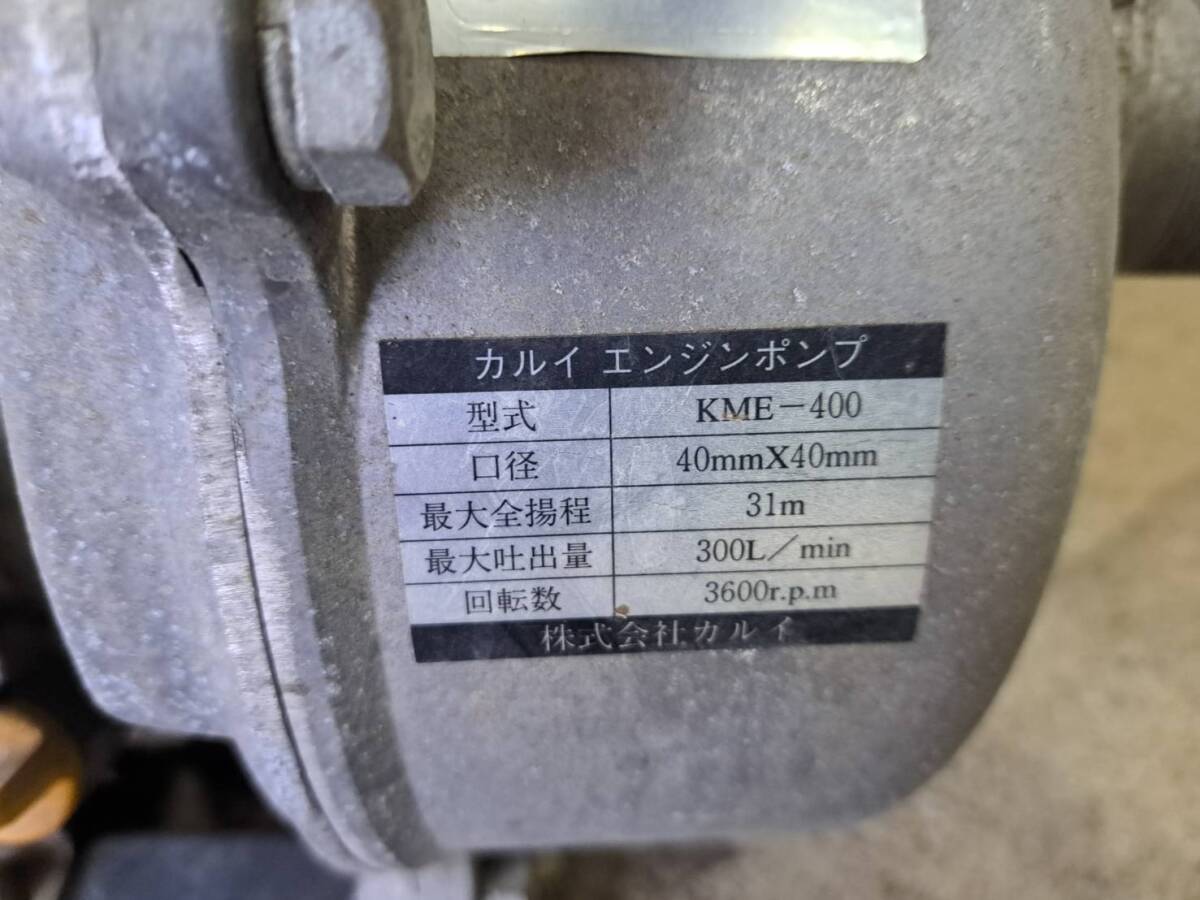 カルイ エンジンポンプ
型式 KME-400
口径 40mmX40mm
最大全揚程 31m
最大吐出量 300L／min
回転数 3600r.p.m
株式会社カルイ